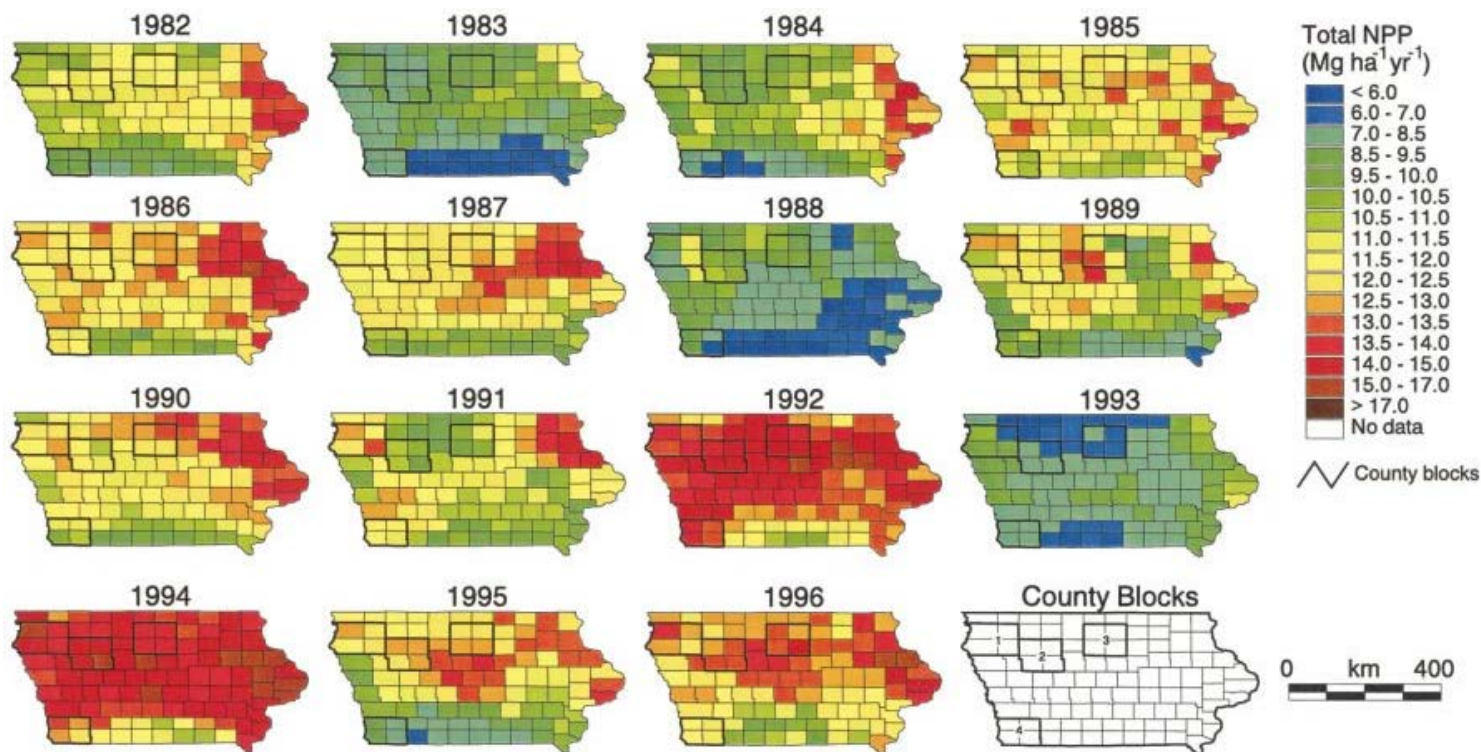 1982
1983
1984
1985
Total NPP
(Mg ha-1 yr-1)
< 6.0
6.0 - 7.0
7.0 - 8.5
8.5 - 9.5
9.5 - 10.0
10.0 - 10.5
10.5 - 11.0
11.0 - 11.5
11.5 - 12.0
12.0 - 12.5
12.5 - 13.0
13.0 - 13.5
13.5 - 14.0
14.0 - 15.0
15.0 - 17.0
> 17.0
No data
County blocks
1986
1987
1988
1989
1990
1991
1992
1993
1994
1995
1996
County Blocks
1
2
3
4
0 km 400